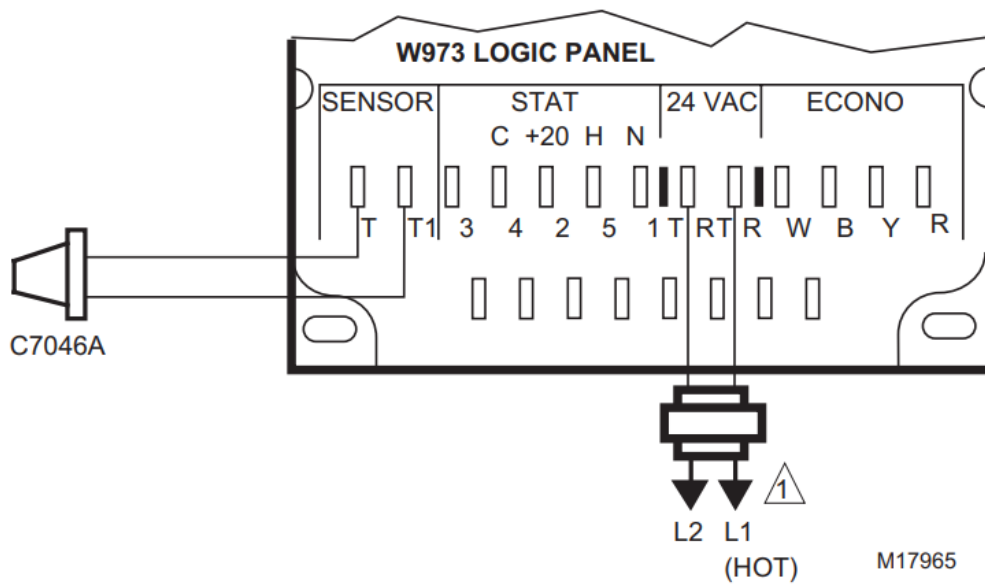 W973 LOGIC PANEL
SENSOR STAT 24 VAC ECONO
C +20 H N
T T1 3 4 2 5 1 T R T R W B Y R
C7046A
1
L2 L1
(HOT)
M17965